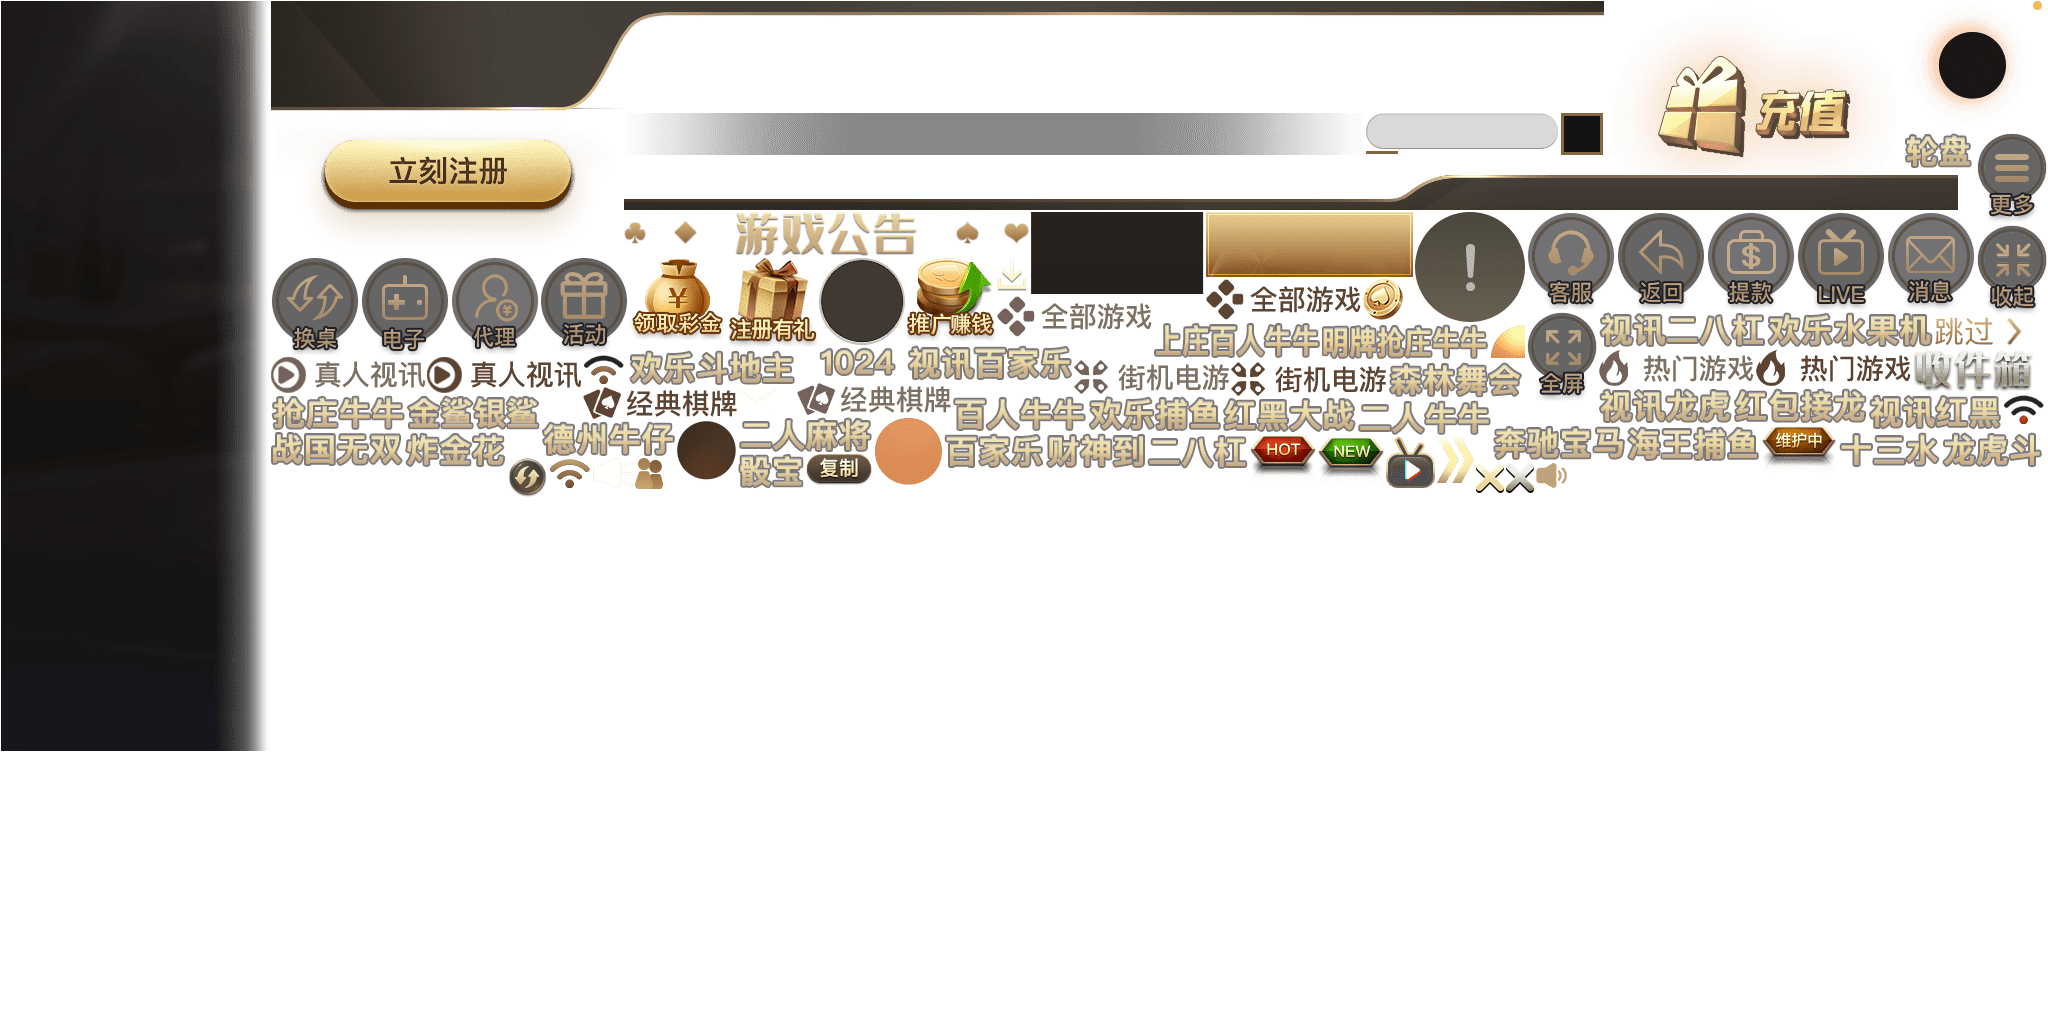 充值
立刻注册
轮盘
更多
游戏公告
换桌
电子
代理
活动
领取彩金
注册有礼
推广赚钱
全部游戏
全部游戏
客服
返回
提款
LIVE
消息
收起
上庄百人牛牛
明牌抢庄牛牛
全屏
视讯二八杠
欢乐水果机
跳过
真人视讯
真人视讯
欢乐斗地主
1024
视讯百家乐
街机电游
街机电游
森林舞会
热门游戏
热门游戏
收件箱
抢庄牛牛
金鲨银鲨
经典棋牌
经典棋牌
百人牛牛
欢乐捕鱼
红黑大战
二人牛牛
视讯龙虎
红包接龙
视讯红黑
战国无双
炸金花
德州牛仔
二人麻将
百家乐
财神到
二八杠
HOT
NEW
奔驰宝马
海王捕鱼
维护中
十三水
龙虎斗
骰宝
复制